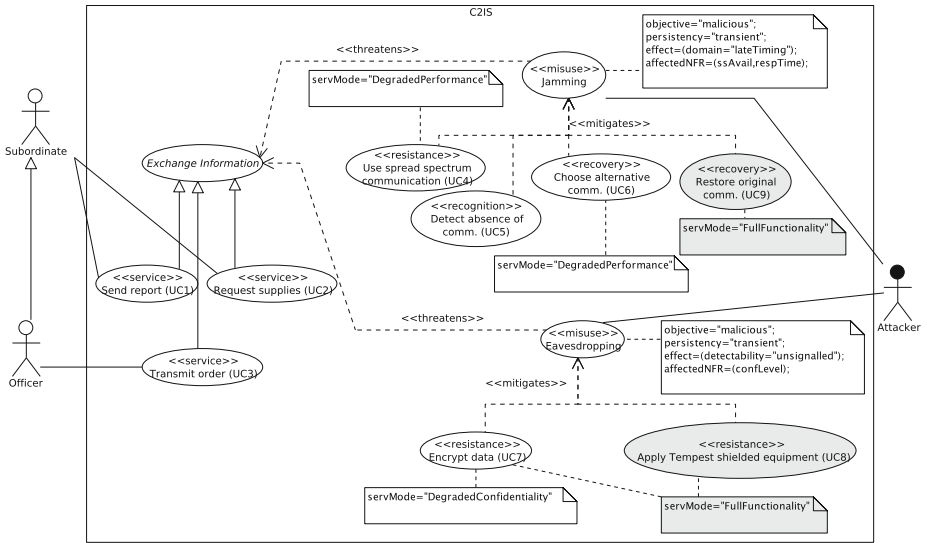 C2IS
objective="malicious";
persistency="transient";
effect=(domain="lateTiming");
affectedNFR=(ssAvail,respTime);
<<threatens>>
<<misuse>>
Jamming
servMode="DegradedPerformance"
<<mitigates>>
Subordinate
Exchange Information
<<resistance>>
Use spread spectrum
communication (UC4)
<<recovery>>
Choose alternative
comm. (UC6)
<<recovery>>
Restore original
comm. (UC9)
<<recognition>>
Detect absence of
comm. (UC5)
servMode="FullFunctionality"
servMode="DegradedPerformance"
<<service>>
Send report (UC1)
<<service>>
Request supplies (UC2)
Attacker
<<threatens>>
<<misuse>>
Eavesdropping
objective="malicious";
persistency="transient";
effect=(detectability="unsignalled");
affectedNFR=(confLevel);
Officer
<<service>>
Transmit order (UC3)
<<mitigates>>
<<resistance>>
Encrypt data (UC7)
<<resistance>>
Apply Tempest shielded equipment (UC8)
servMode="DegradedConfidentiality"
servMode="FullFunctionality"